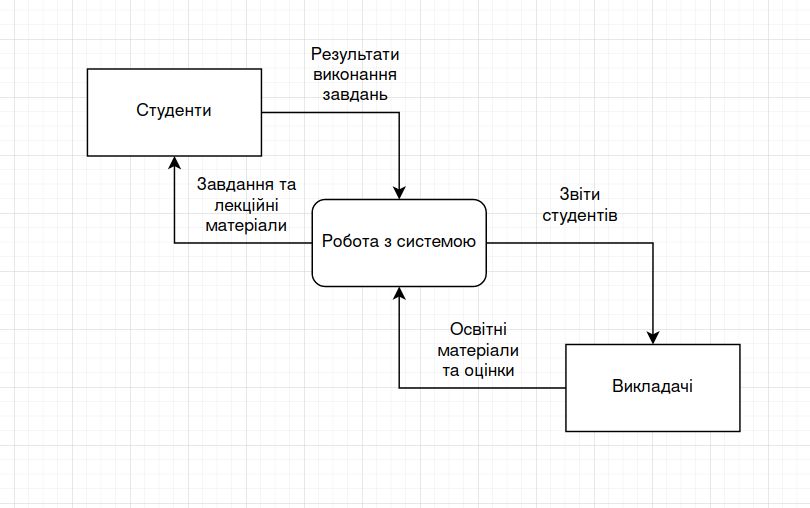 Результати
виконання
завдань
Студенти
Завдання та
лекційні
матеріали
Звіти
студентів
Робота з системою
Освітні
матеріали
та оцінки
Викладачі